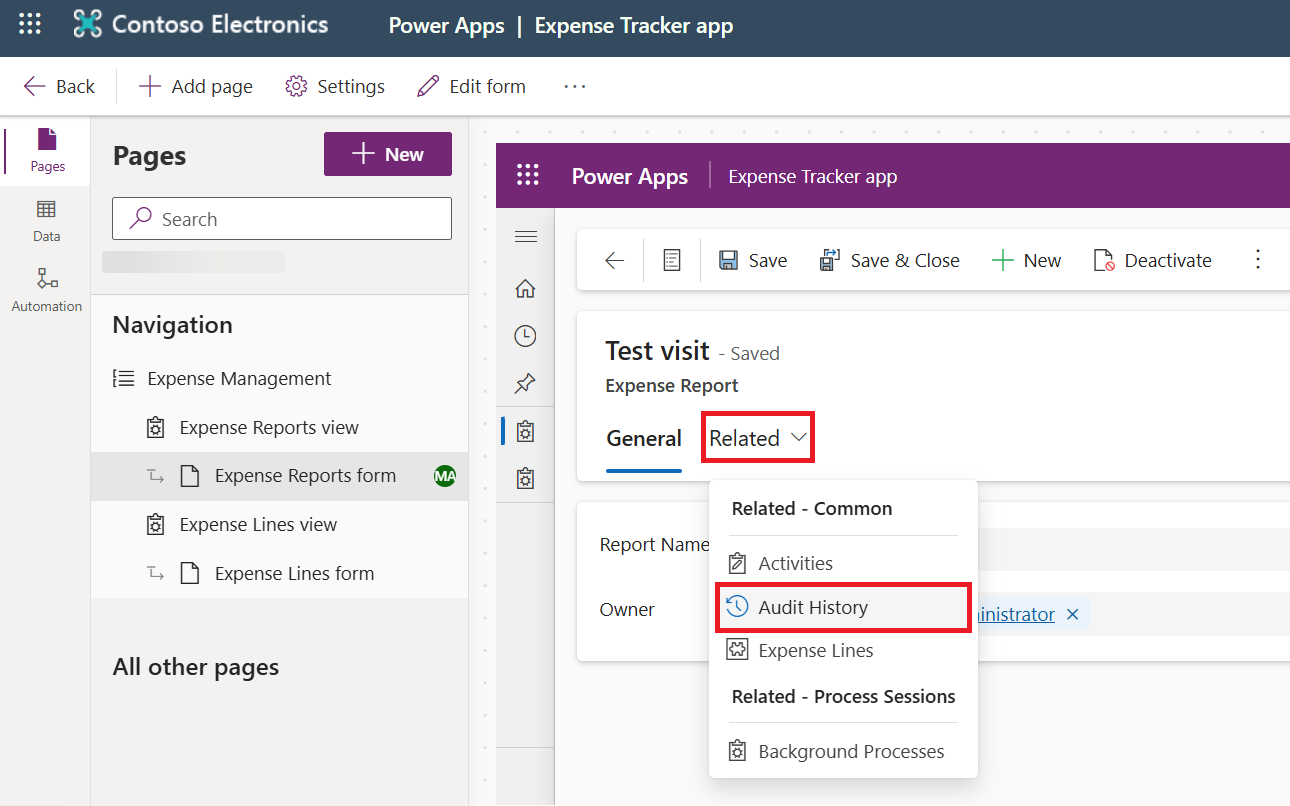 Contoso Electronics
Power Apps | Expense Tracker app
Back
Add page
Settings
Edit form
...
Pages
Data
Automation
Pages
New
Search
Navigation
Expense Management
Expense Reports view
Expense Reports form
MA
Expense Lines view
Expense Lines form
All other pages
Power Apps
Expense Tracker app
Save
Save & Close
New
Deactivate
Test visit - Saved
Expense Report
General
Related
Related - Common
Activities
Audit History
Expense Lines
Related - Process Sessions
Background Processes
Report Name
Owner